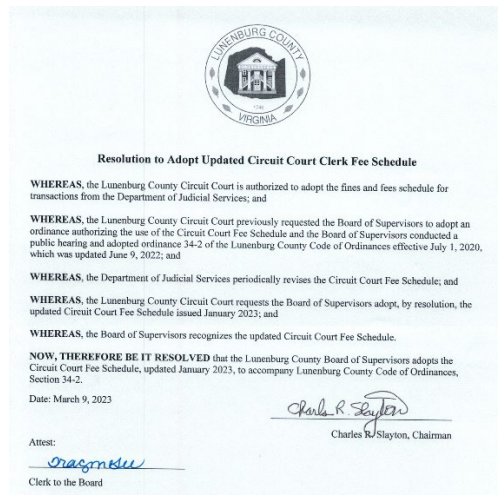 LUNENBURG COUNTY
1746
VIRGINIA
Resolution to Adopt Updated Circuit Court Clerk Fee Schedule
WHEREAS, the Lunenburg County Circuit Court is authorized to adopt the fines and fees schedule for
transactions from the Department of Judicial Services; and
WHEREAS, the Lunenburg County Circuit Court previously requested the Board of Supervisors to adopt an
ordinance authorizing the use of the Circuit Court Fee Schedule and the Board of Supervisors conducted a
public hearing and adopted ordinance 34-2 of the Lunenburg County Code of Ordinances effective July 1, 2020,
which was updated June 9, 2022; and
WHEREAS, the Department of Judicial Services periodically revises the Circuit Court Fee Schedule; and
WHEREAS, the Lunenburg County Circuit Court requests the Board of Supervisors adopt, by resolution, the
updated Circuit Court Fee Schedule issued January 2023; and
WHEREAS, the Board of Supervisors recognizes the updated Circuit Court Fee Schedule.
NOW, THEREFORE BE IT RESOLVED that the Lunenburg County Board of Supervisors adopts the
Circuit Court Fee Schedule, updated January 2023, to accompany Lunenburg County Code of Ordinances,
Section 34-2.
Date: March 9, 2023
Charles R. Slayton
Charles R. Slayton, Chairman
Attest:
Clerk to the Board